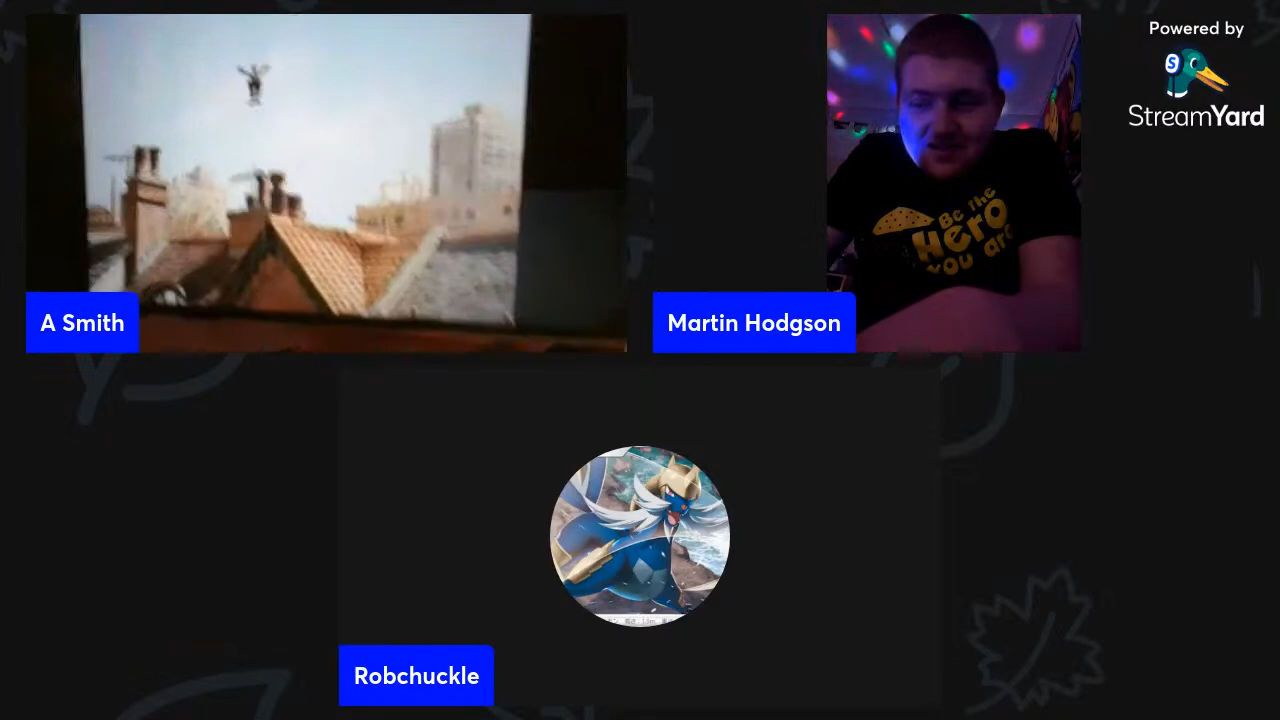 Powered by
S
StreamYard
Be the
Hero
you are
A Smith
Martin Hodgson
Robchuckle